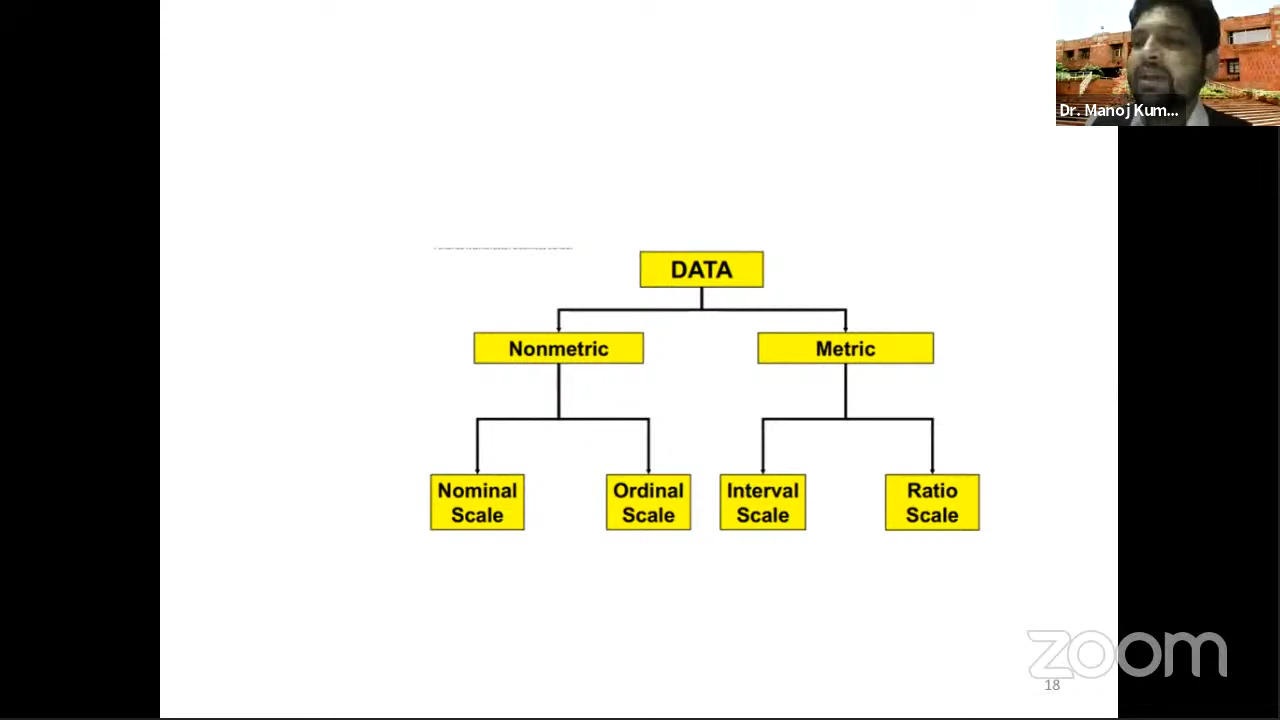 Dr. Manoj Kum...
DATA
Nonmetric
Metric
Nominal
Scale
Ordinal
Scale
Interval
Scale
Ratio
Scale
zoom
18